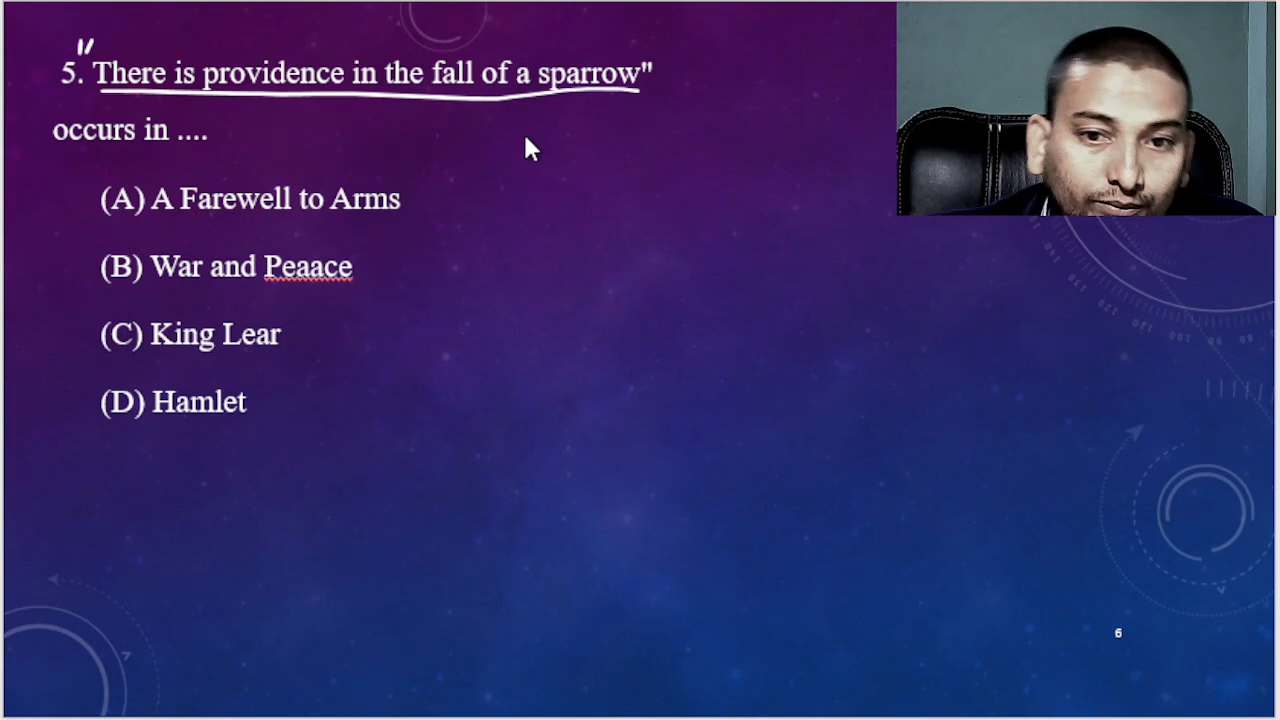 5. "There is providence in the fall of a sparrow"
occurs in ....
(A) A Farewell to Arms
(B) War and Peaace
(C) King Lear
(D) Hamlet
6